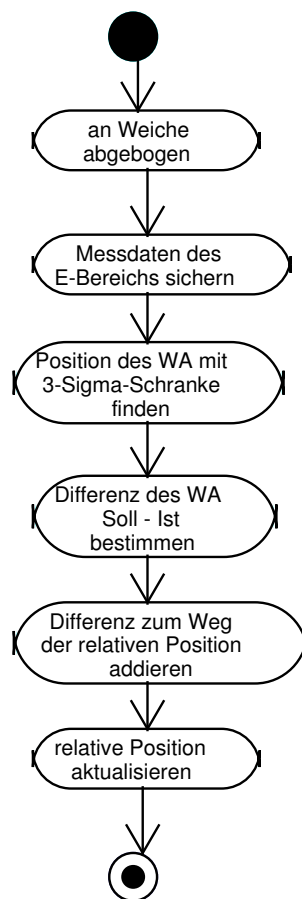 an Weiche
abgebogen
Messdaten des
E-Bereichs sichern
Position des WA mit
3-Sigma-Schranke
finden
Differenz des WA
Soll - Ist
bestimmen
Differenz zum Weg
der relativen Position
addieren
relative Position
aktualisieren